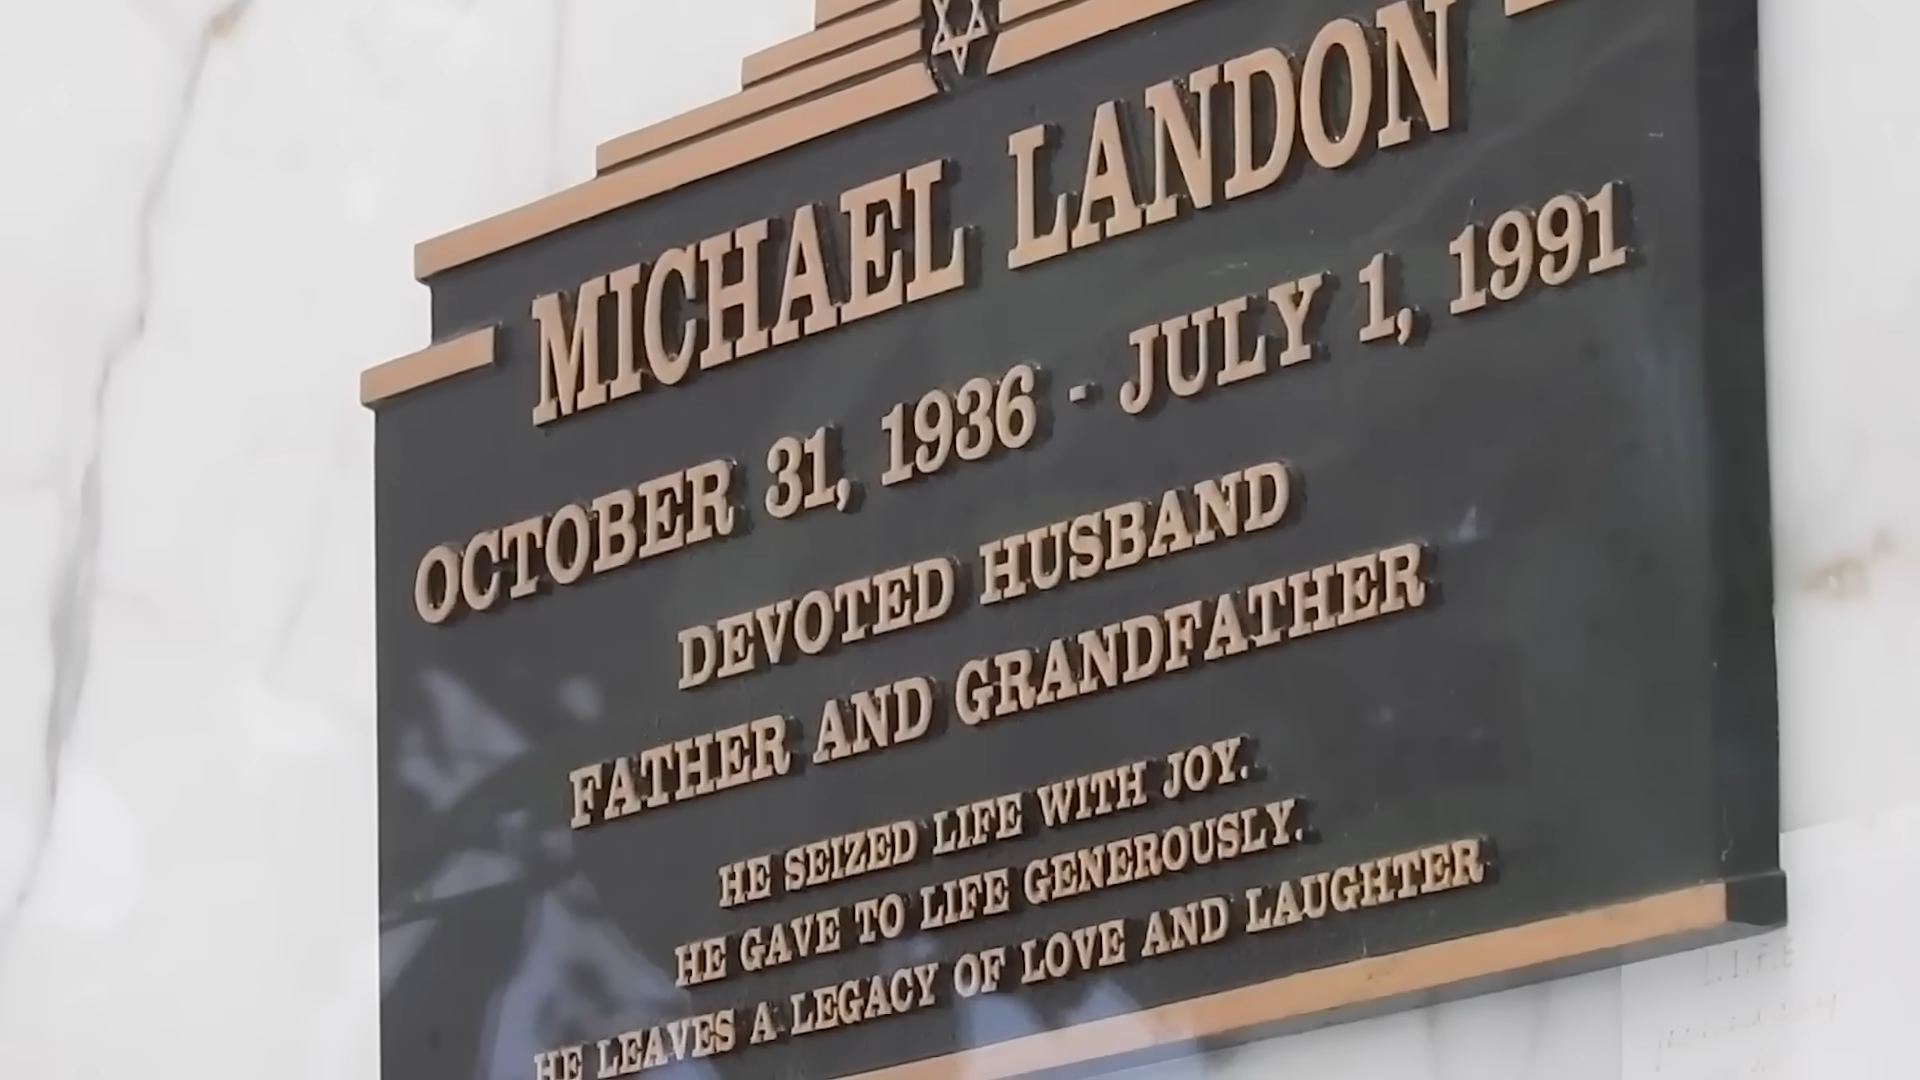 MICHAEL LANDON
OCTOBER 31, 1936 - JULY 1, 1991
DEVOTED HUSBAND
FATHER AND GRANDFATHER
HE SEIZED LIFE WITH JOY.
HE GAVE TO LIFE GENEROUSLY.
HE LEAVES A LEGACY OF LOVE AND LAUGHTER